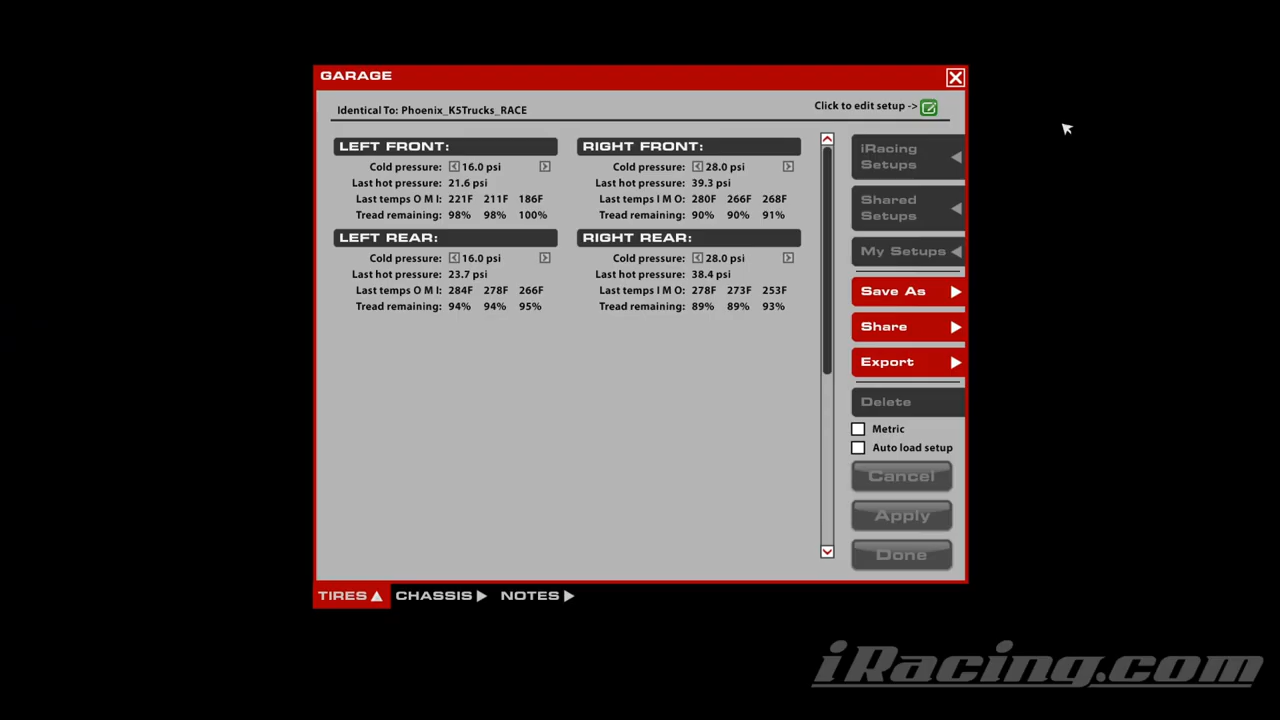 GARAGE
Identical To: Phoenix_K5Trucks_RACE
Click to edit setup ->
LEFT FRONT:
Cold pressure: 16.0 psi
Last hot pressure: 21.6 psi
Last temps O M I: 221F 211F 186F
Tread remaining: 98% 98% 100%
RIGHT FRONT:
Cold pressure: 28.0 psi
Last hot pressure: 39.3 psi
Last temps I M O: 280F 266F 268F
Tread remaining: 90% 90% 91%
LEFT REAR:
Cold pressure: 16.0 psi
Last hot pressure: 23.7 psi
Last temps O M I: 284F 278F 266F
Tread remaining: 94% 94% 95%
RIGHT REAR:
Cold pressure: 28.0 psi
Last hot pressure: 38.4 psi
Last temps I M O: 278F 273F 253F
Tread remaining: 89% 89% 93%
iRacing
Setups
Shared
Setups
My Setups
Save As
Share
Export
Delete
Metric
Auto load setup
Cancel
Apply
Done
TIRES CHASSIS NOTES
iRacing.com